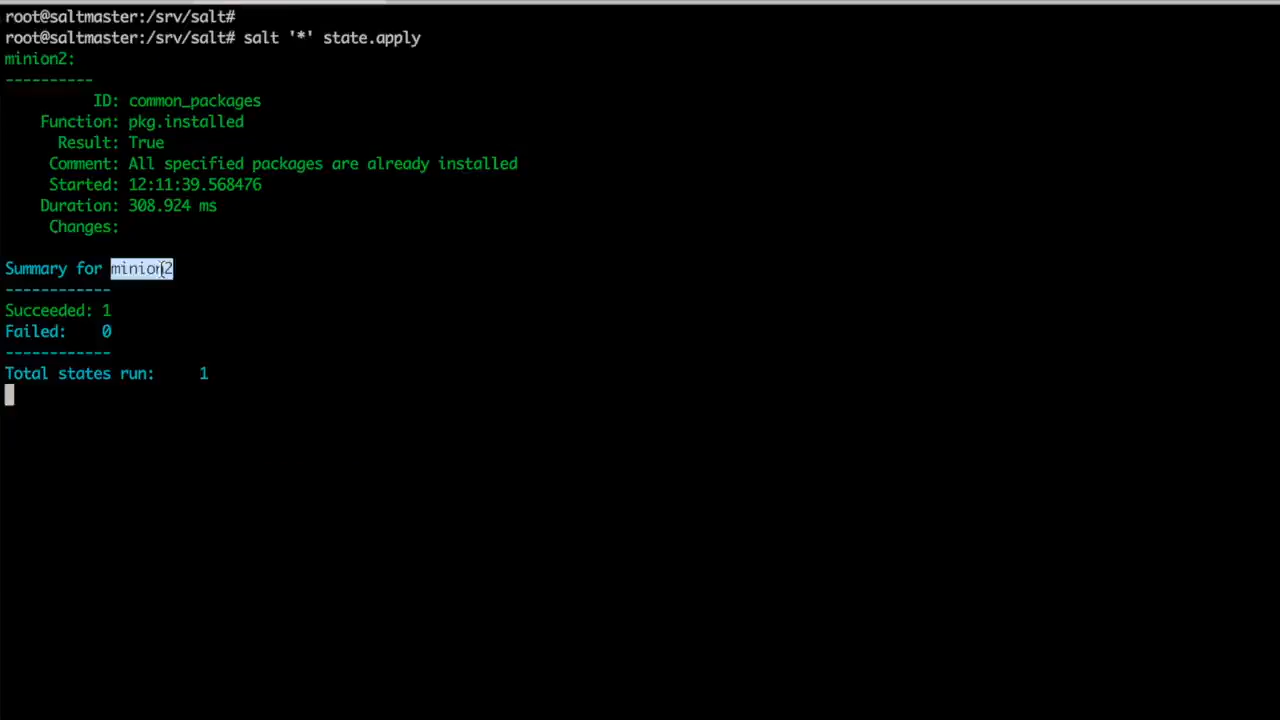 root@saltmaster:/srv/salt#
root@saltmaster:/srv/salt# salt '*' state.apply
minion2:
----------
          ID: common_packages
    Function: pkg.installed
      Result: True
     Comment: All specified packages are already installed
     Started: 12:11:39.568476
    Duration: 308.924 ms
     Changes:
Summary for minion2
------------
Succeeded: 1
Failed:    0
------------
Total states run:     1